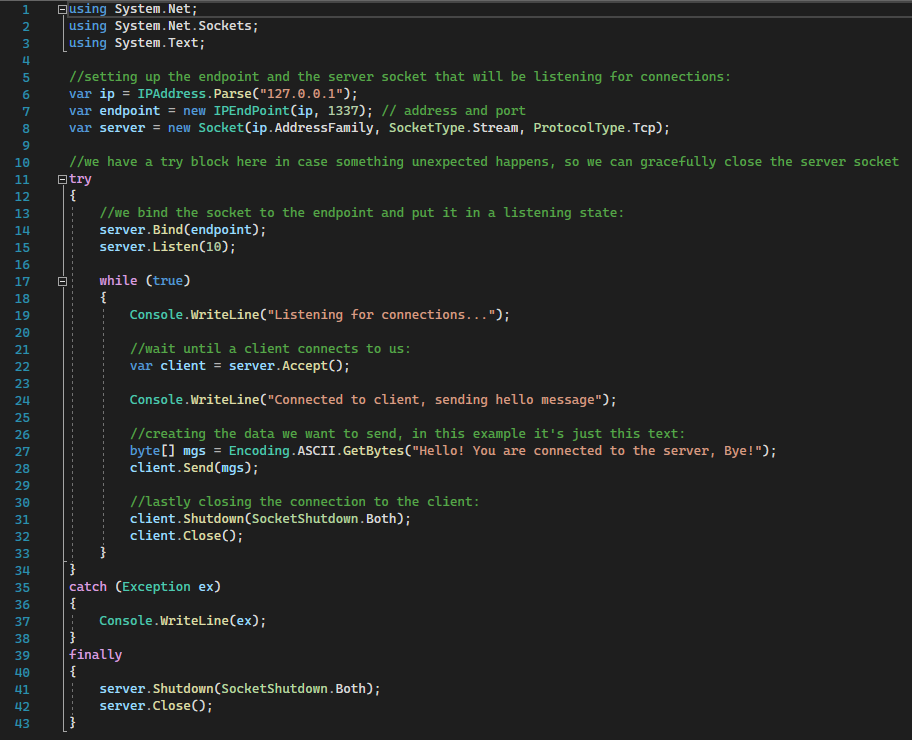 1 using System.Net;
2 using System.Net.Sockets;
3 using System.Text;
4
5 //setting up the endpoint and the server socket that will be listening for connections:
6 var ip = IPAddress.Parse("127.0.0.1");
7 var endpoint = new IPEndPoint(ip, 1337); // address and port
8 var server = new Socket(ip.AddressFamily, SocketType.Stream, ProtocolType.Tcp);
9
10 //we have a try block here in case something unexpected happens, so we can gracefully close the server socket
11 try
12 {
13     //we bind the socket to the endpoint and put it in a listening state:
14     server.Bind(endpoint);
15     server.Listen(10);
16
17     while (true)
18     {
19         Console.WriteLine("Listening for connections...");
20
21         //wait until a client connects to us:
22         var client = server.Accept();
23
24         Console.WriteLine("Connected to client, sending hello message");
25
26         //creating the data we want to send, in this example it's just this text:
27         byte[] mgs = Encoding.ASCII.GetBytes("Hello! You are connected to the server, Bye!");
28         client.Send(mgs);
29
30         //lastly closing the connection to the client:
31         client.Shutdown(SocketShutdown.Both);
32         client.Close();
33     }
34 }
35 catch (Exception ex)
36 {
37     Console.WriteLine(ex);
38 }
39 finally
40 {
41     server.Shutdown(SocketShutdown.Both);
42     server.Close();
43 }